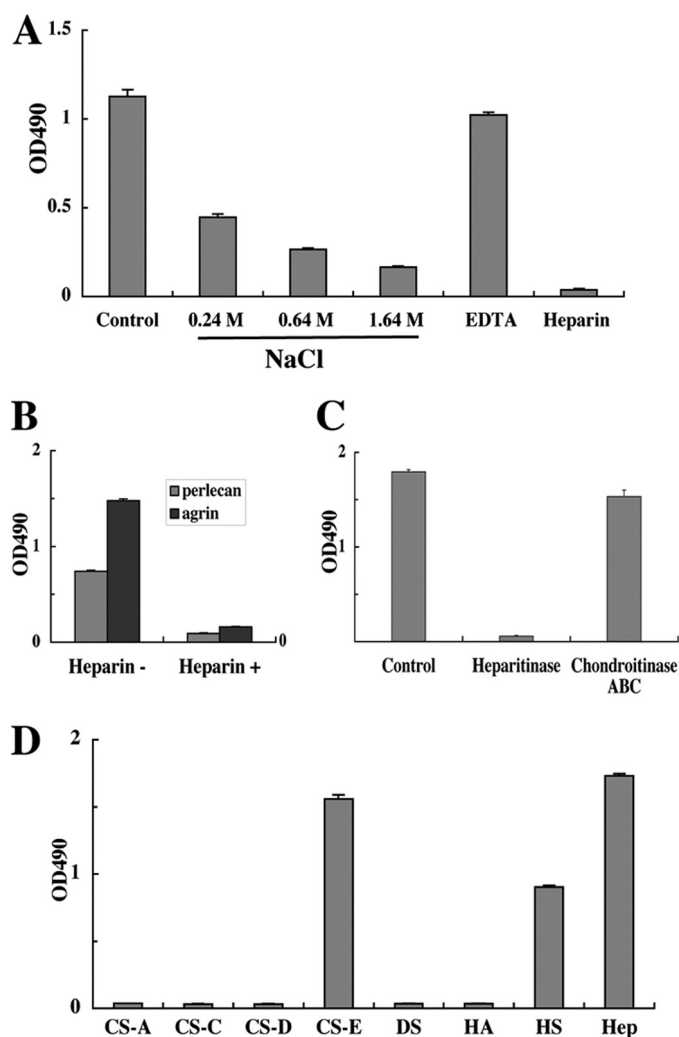 A
1.5
1
0.5
0
OD490
Control 0.24 M 0.64 M 1.64 M EDTA Heparin
NaCl
B
2
1
0
OD490
perlecan
agrin
Heparin - Heparin +
C
2
1
0
OD490
Control Heparitinase Chondroitinase
ABC
D
2
1
0
OD490
CS-A CS-C CS-D CS-E DS HA HS Hep